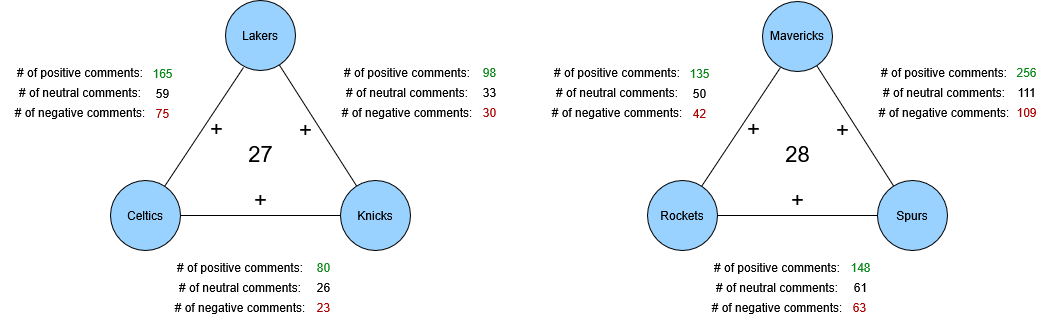 Lakers
# of positive comments: 165
# of neutral comments: 59
# of negative comments: 75
# of positive comments: 98
# of neutral comments: 33
# of negative comments: 30
+
+
27
+
Celtics
Knicks
# of positive comments: 80
# of neutral comments: 26
# of negative comments: 23
Mavericks
# of positive comments: 135
# of neutral comments: 50
# of negative comments: 42
# of positive comments: 256
# of neutral comments: 111
# of negative comments: 109
+
+
28
+
Rockets
Spurs
# of positive comments: 148
# of neutral comments: 61
# of negative comments: 63